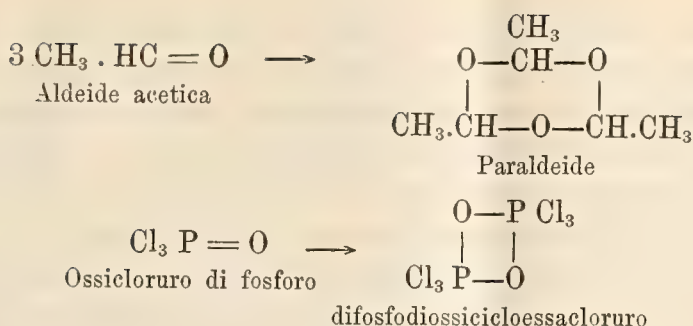 CH₃
3 CH₃ . HC = O ⟶ O—CH—O
Aldeide acetica
CH₃.CH—O—CH.CH₃
Paraldeide
O—P Cl₃
Cl₃ P = O ⟶
Ossicloruro di fosforo
Cl₃ P—O
difosfodiossicicloessacloruro